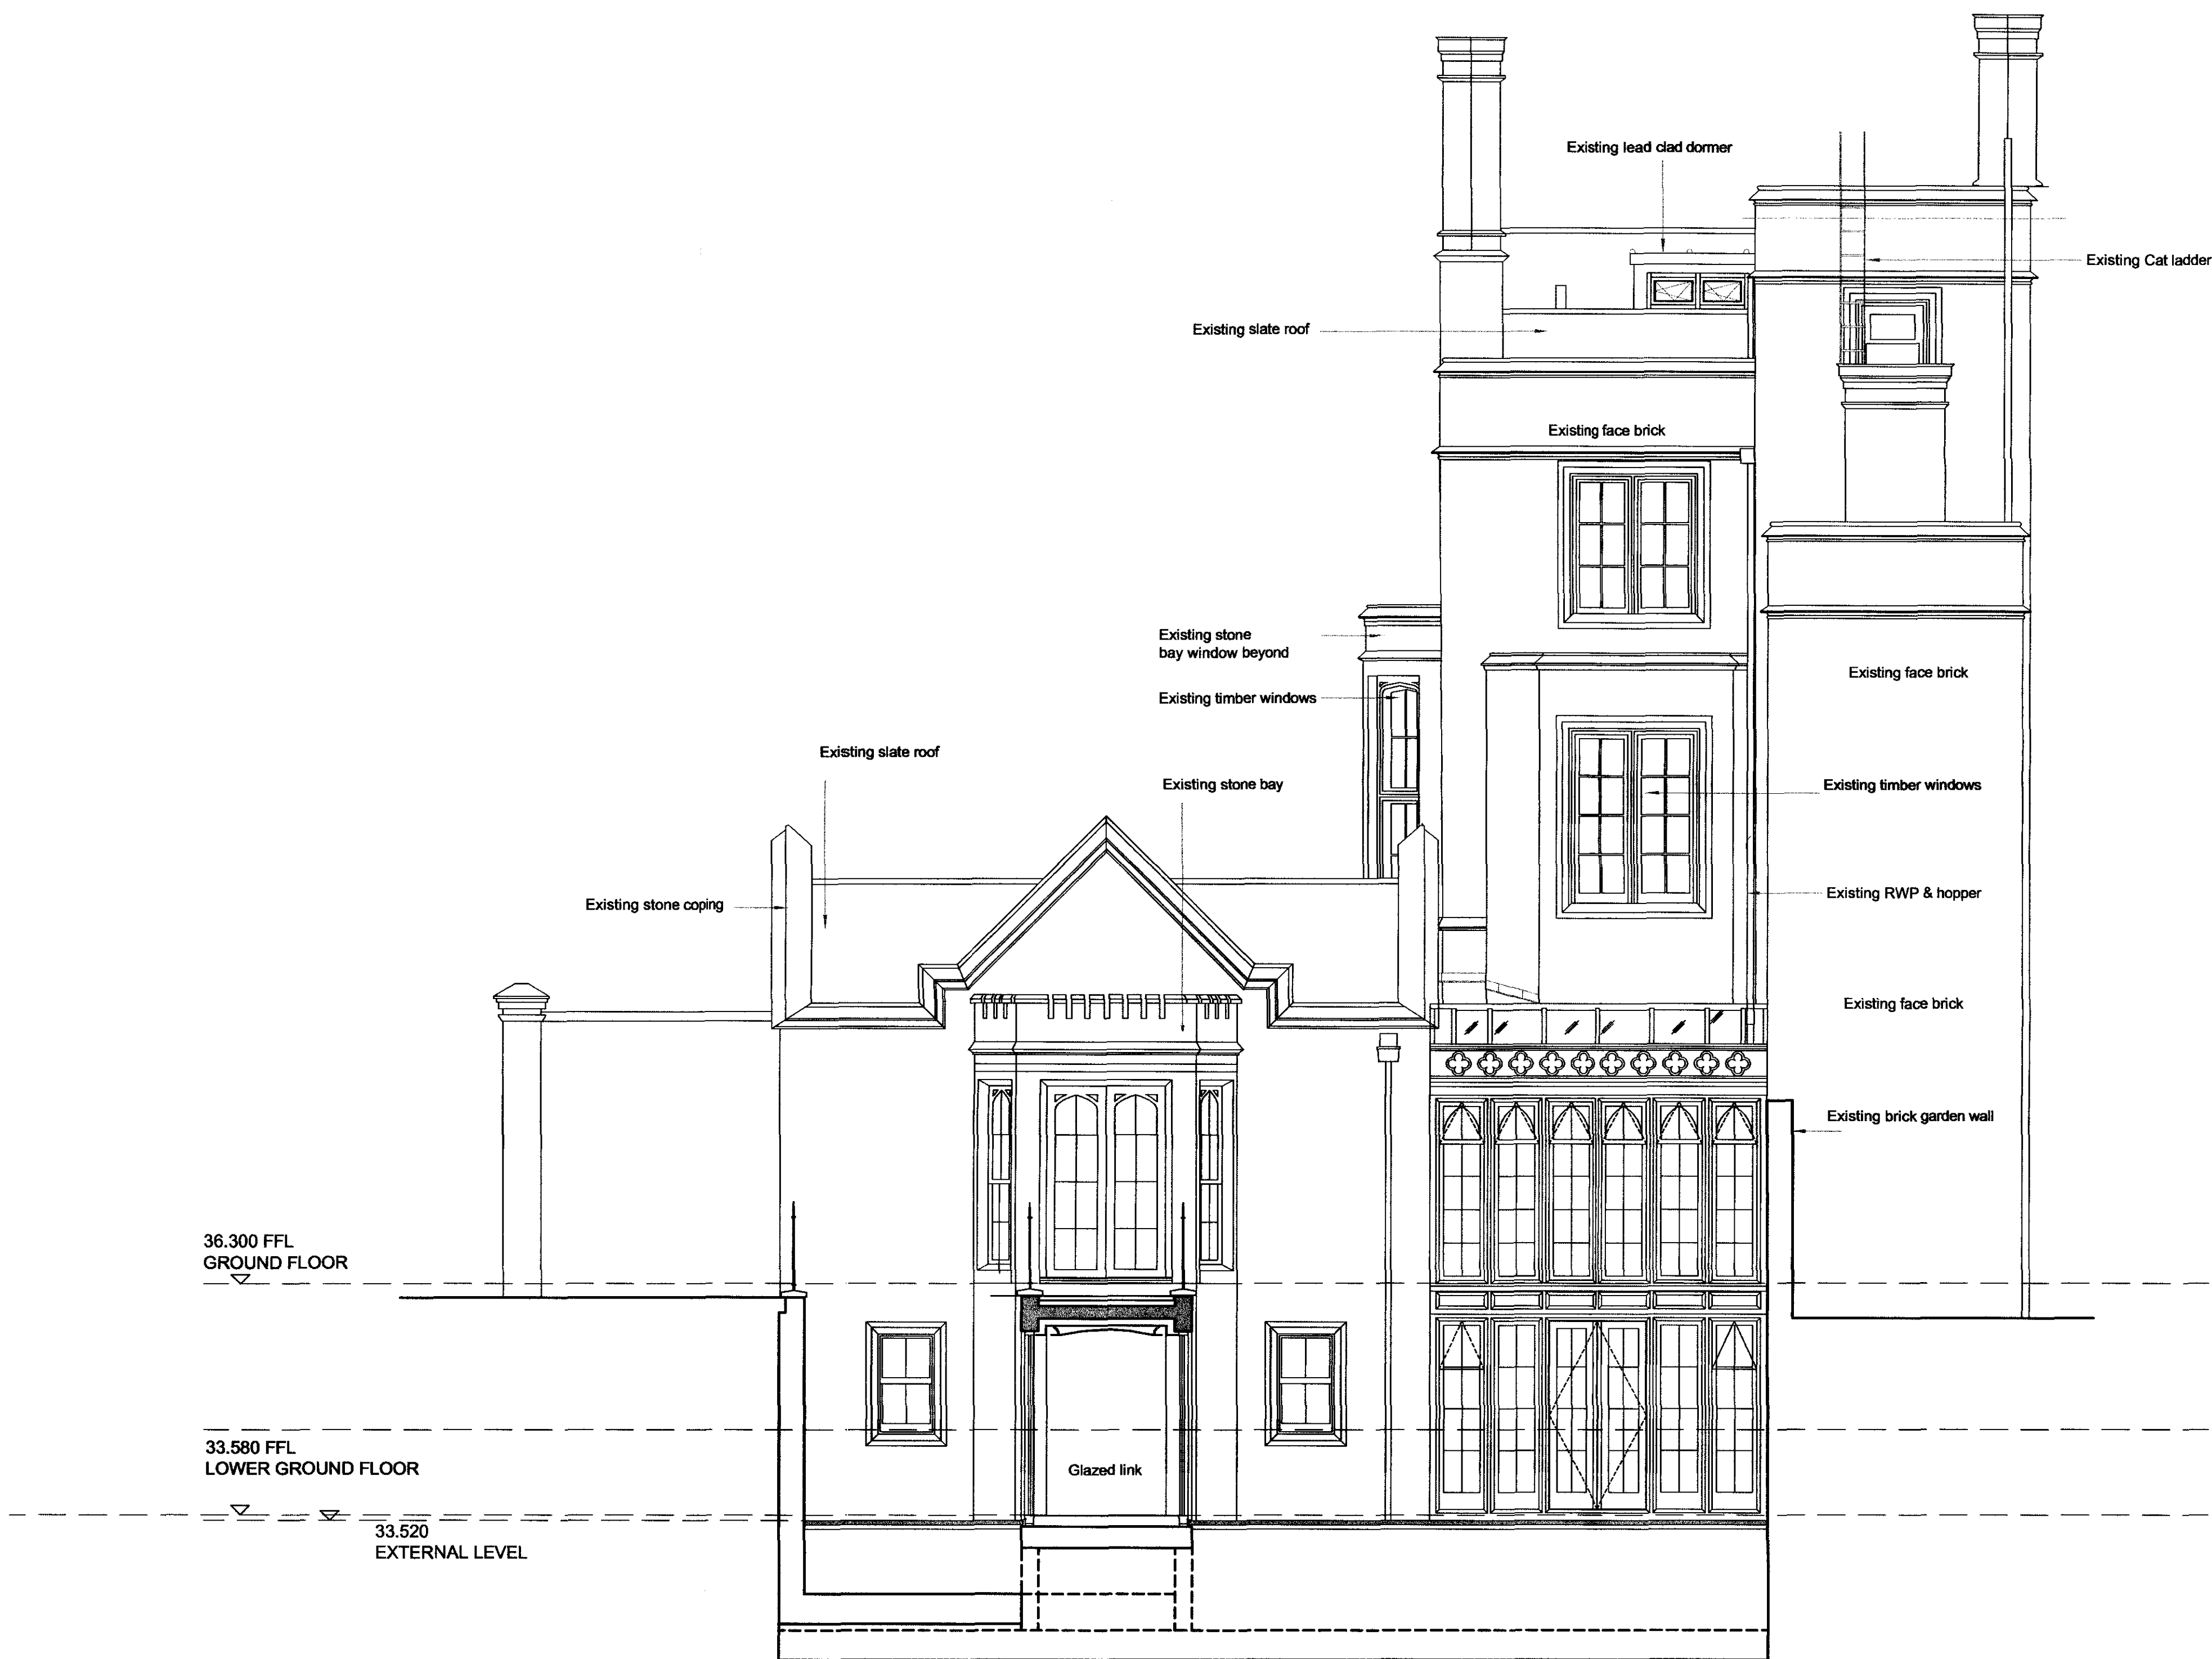 Existing lead clad dormer
Existing Cat ladder
Existing slate roof
Existing face brick
Existing stone
bay window beyond
Existing face brick
Existing timber windows
Existing slate roof
Existing stone bay
Existing timber windows
Existing stone coping
Existing RWP & hopper
Existing face brick
Existing brick garden wall
36.300 FFL
GROUND FLOOR
33.580 FFL
LOWER GROUND FLOOR
Glazed link
33.520
EXTERNAL LEVEL